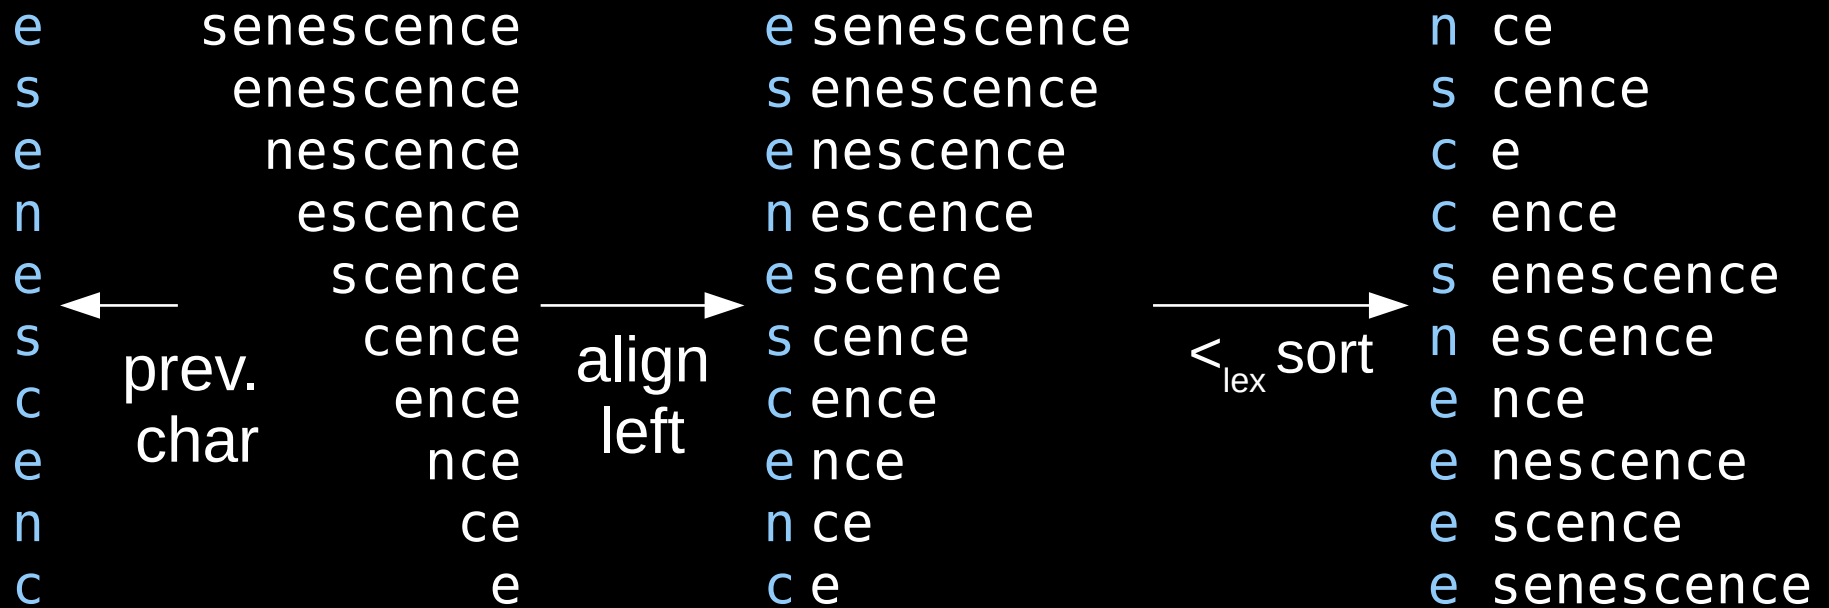 e senescence e senescence n ce
s enescence s enescence s cence
e nescence e nescence c e
n escence n escence c ence
e scence e scence s enescence
s cence s cence n escence
c ence c ence e nce
e nce e nce e nescence
n ce n ce e scence
c e c e e senescence
prev.
char
align
left
<lex sort